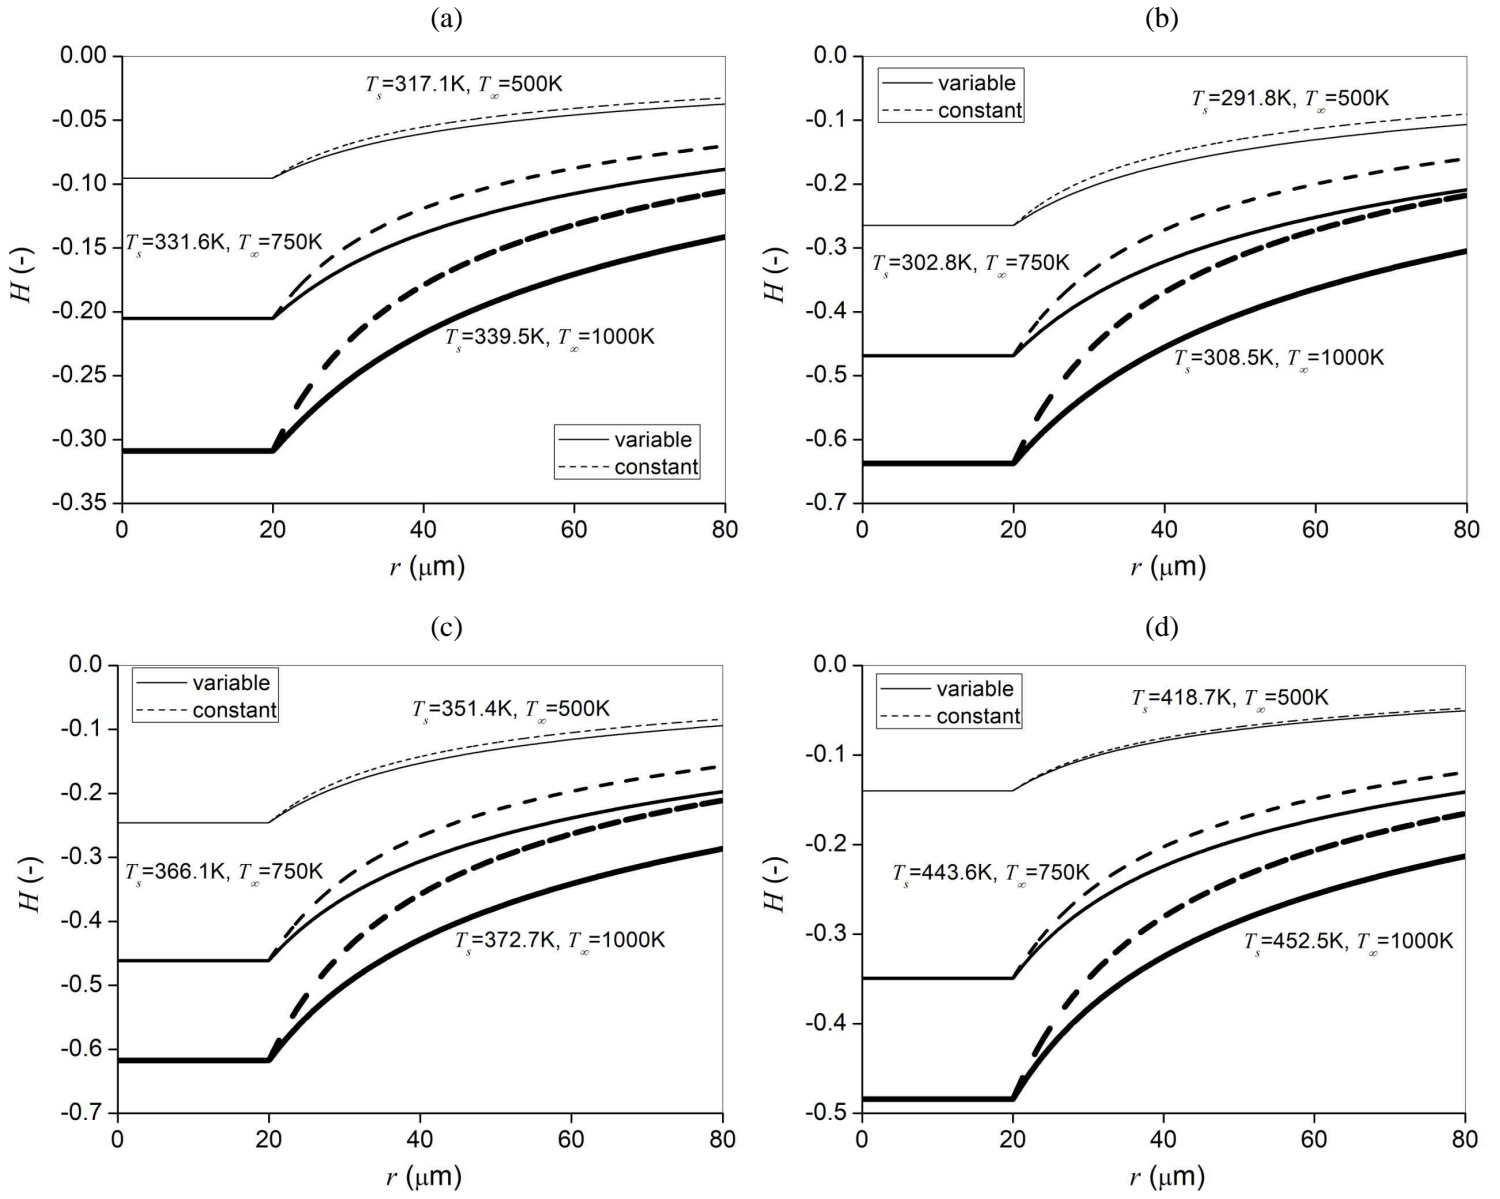 (a)
0.00
-0.05
-0.10
-0.15
-0.20
-0.25
-0.30
-0.35
H (-)
0
20
40
60
80
r (μm)
T_s=317.1K, T_∞=500K
T_s=331.6K, T_∞=750K
T_s=339.5K, T_∞=1000K
variable
constant
(b)
0.0
-0.1
-0.2
-0.3
-0.4
-0.5
-0.6
-0.7
H (-)
0
20
40
60
80
r (μm)
variable
constant
T_s=291.8K, T_∞=500K
T_s=302.8K, T_∞=750K
T_s=308.5K, T_∞=1000K
(c)
0.0
-0.1
-0.2
-0.3
-0.4
-0.5
-0.6
-0.7
H (-)
0
20
40
60
80
r (μm)
variable
constant
T_s=351.4K, T_∞=500K
T_s=366.1K, T_∞=750K
T_s=372.7K, T_∞=1000K
(d)
0.0
-0.1
-0.2
-0.3
-0.4
-0.5
H (-)
0
20
40
60
80
r (μm)
variable
constant
T_s=418.7K, T_∞=500K
T_s=443.6K, T_∞=750K
T_s=452.5K, T_∞=1000K